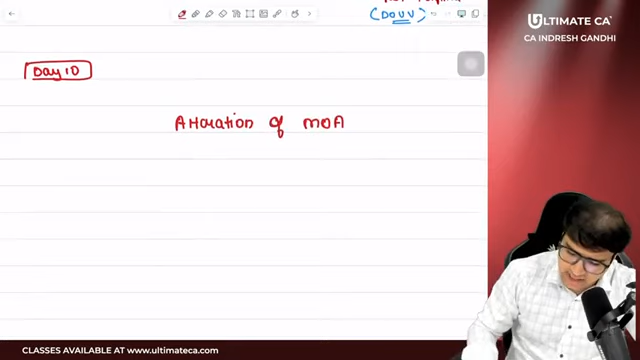 (DOUV)
ULTIMATE CA
CA INDRESH GANDHI
Day 10
Alteration of MOA
CLASSES AVAILABLE AT www.ultimateca.com